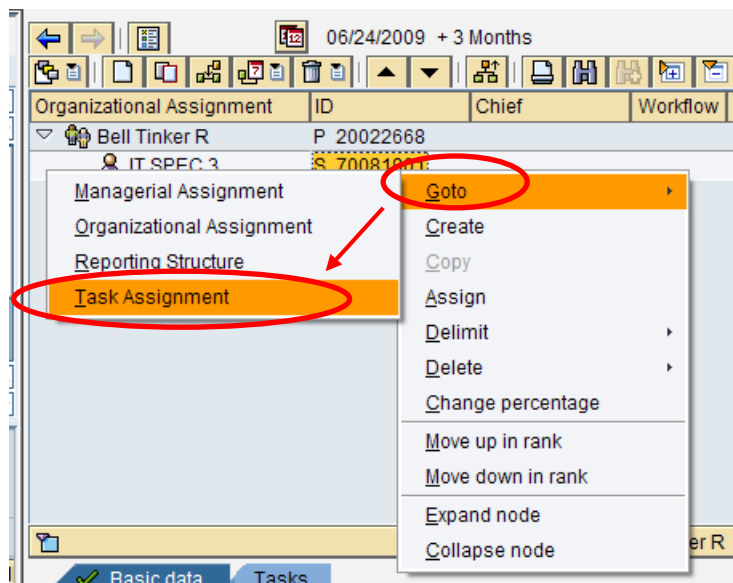 06/24/2009 + 3 Months
Organizational Assignment ID Chief Workflow
Bell Tinker R P 20022668
IT SPEC 3 S 70081801
Managerial Assignment
Organizational Assignment
Reporting Structure
Task Assignment
Goto
Create
Copy
Assign
Delimit
Delete
Change percentage
Move up in rank
Move down in rank
Expand node
Collapse node
er R
Basic data Tasks